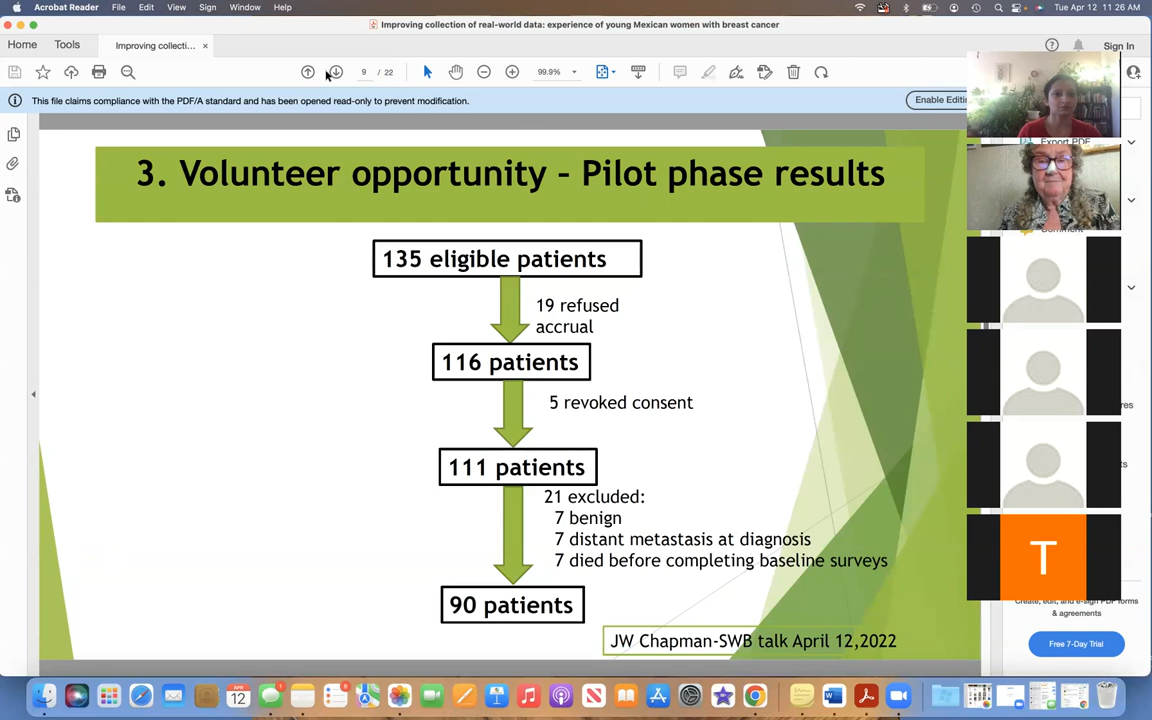 Acrobat Reader File Edit View Sign Window Help
Tue Apr 12 11:26 AM
Improving collection of real-world data: experience of young Mexican women with breast cancer
Home Tools Improving collecti... × Sign In
9 / 22 99.9%
This file claims compliance with the PDF/A standard and has been opened read-only to prevent modification.
Enable Editin
Export PDF
3. Volunteer opportunity – Pilot phase results
135 eligible patients
19 refused
accrual
116 patients
5 revoked consent
111 patients
21 excluded:
7 benign
7 distant metastasis at diagnosis
7 died before completing baseline surveys
90 patients
JW Chapman-SWB talk April 12,2022
T
Create, edit, and e-sign PDF forms
& agreements
Free 7-Day Trial
APR
12